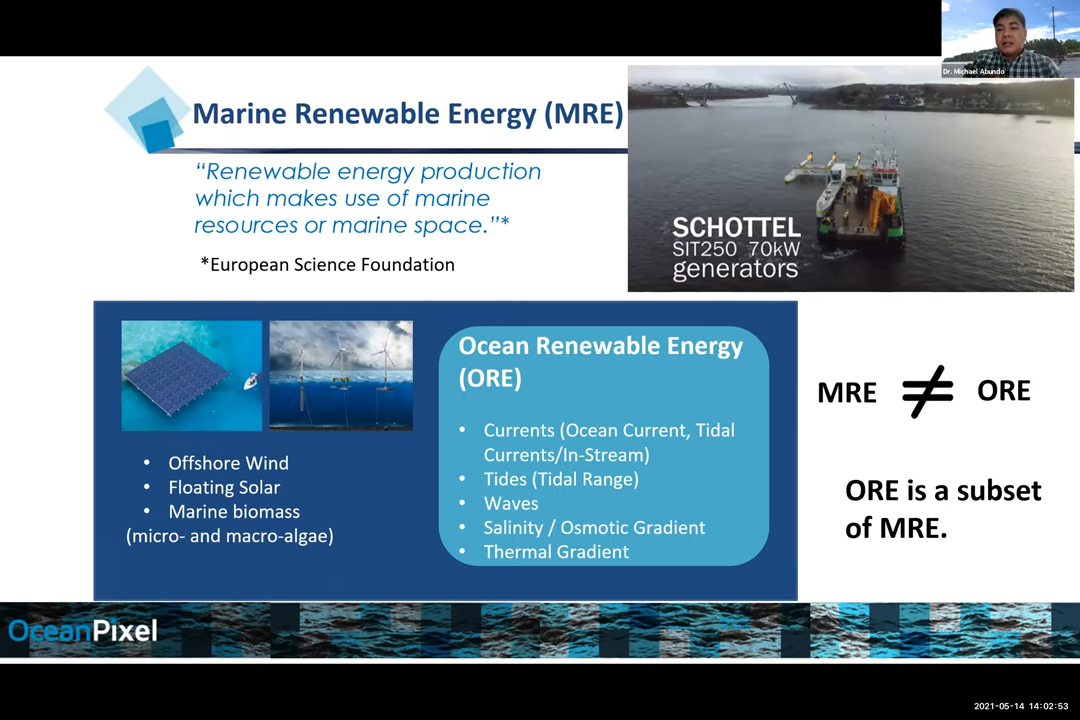 Dr. Michael Abundo
Marine Renewable Energy (MRE)
“Renewable energy production
which makes use of marine
resources or marine space.”*
*European Science Foundation
SCHOTTEL
SIT250 70kW
generators
• Offshore Wind
• Floating Solar
• Marine biomass
(micro- and macro-algae)
Ocean Renewable Energy
(ORE)
• Currents (Ocean Current, Tidal
Currents/In-Stream)
• Tides (Tidal Range)
• Waves
• Salinity / Osmotic Gradient
• Thermal Gradient
MRE ≠ ORE
ORE is a subset
of MRE.
OceanPixel
2021-05-14 14:02:53